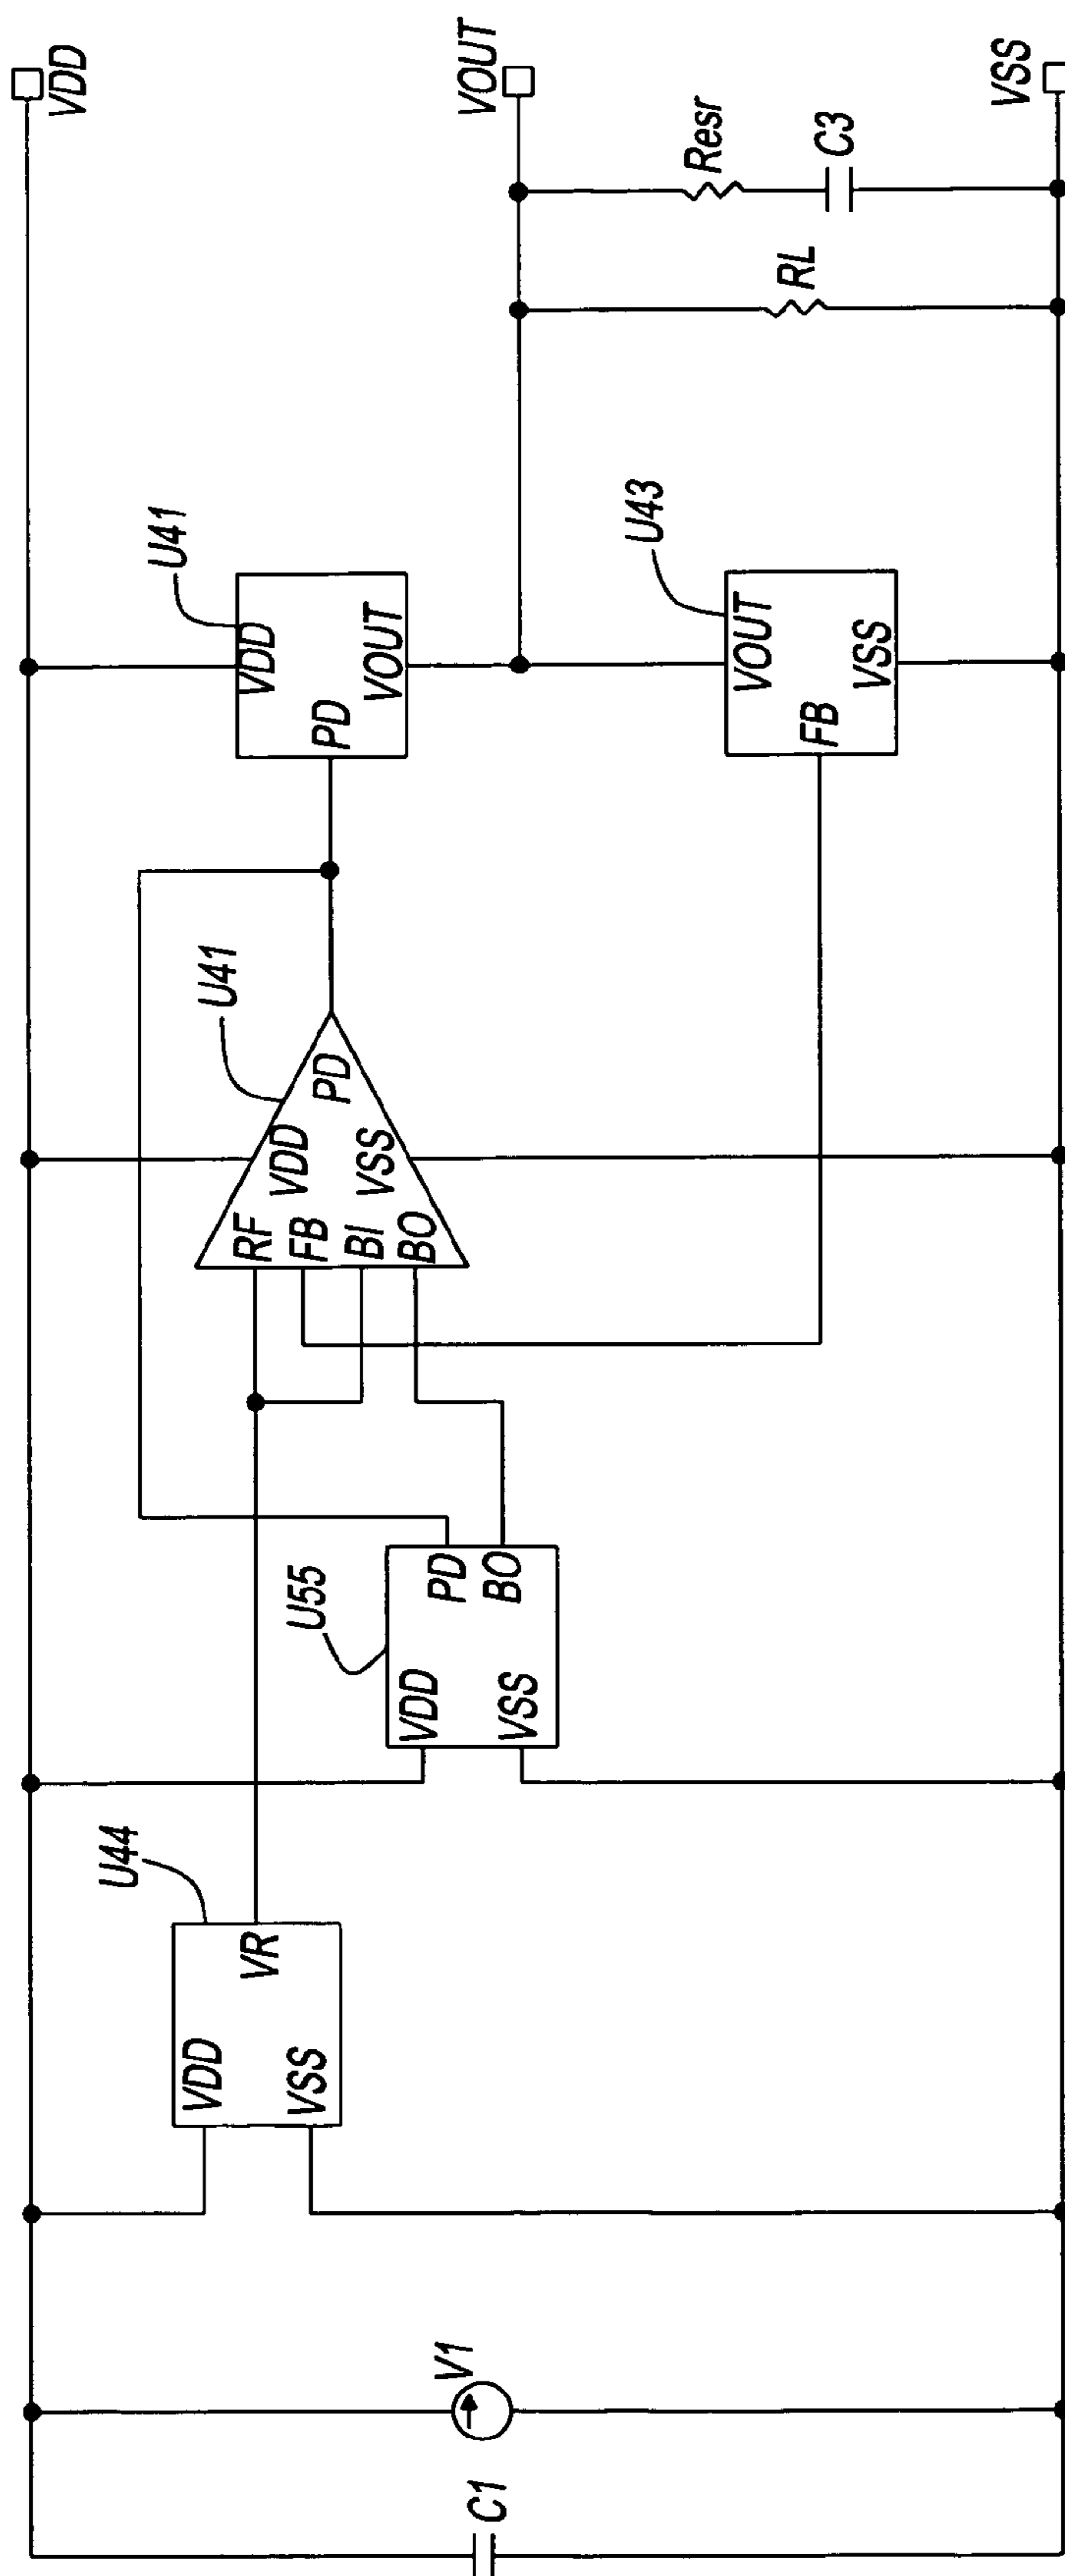 VDD
VOUT
VSS
Resr
C3
RL
U41
VDD
PD
VOUT
U43
VOUT
FB
VSS
U41
RF
FB
BI
BO
VDD
VSS
PD
U55
VDD
VSS
PD
BO
U44
VDD
VSS
VR
V1
C1